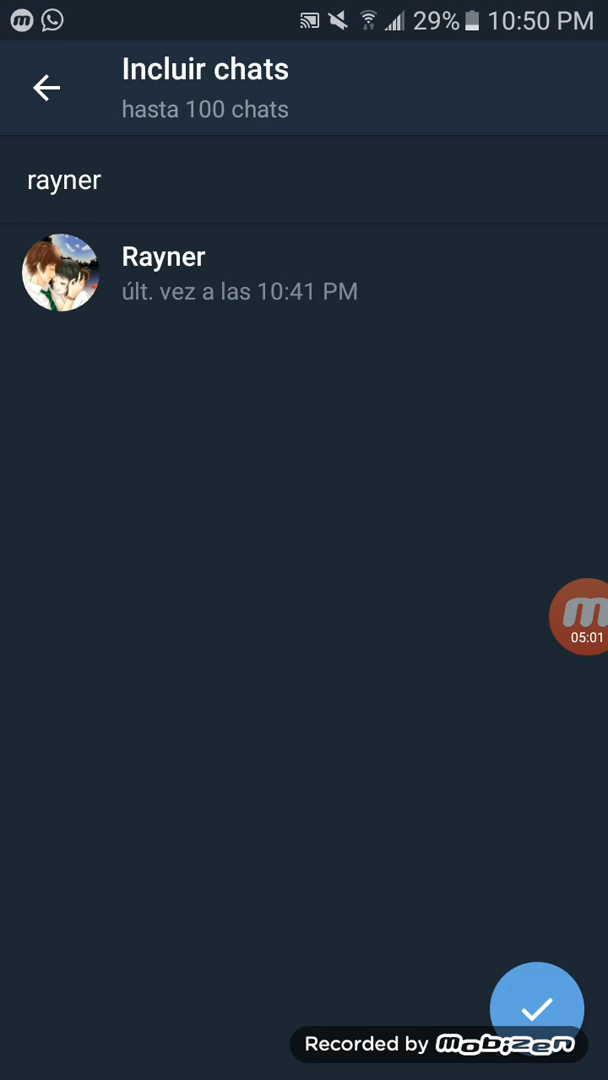 29% 10:50 PM
Incluir chats
hasta 100 chats
rayner
Rayner
últ. vez a las 10:41 PM
05:01
Recorded by mobizen